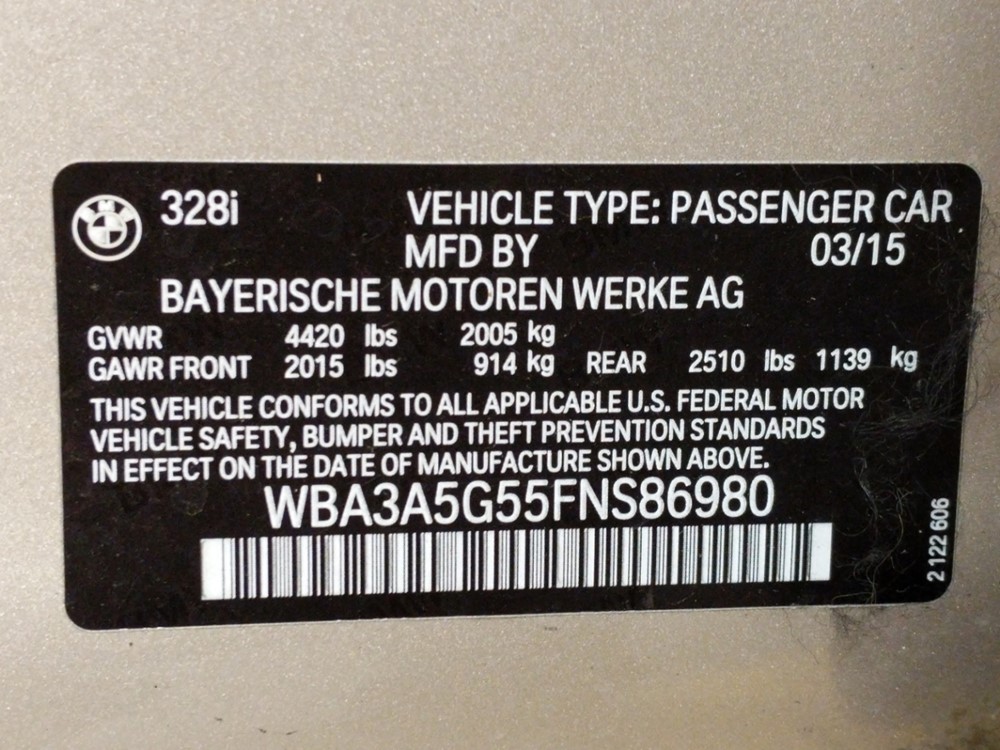 328i VEHICLE TYPE: PASSENGER CAR
MFD BY 03/15
BAYERISCHE MOTOREN WERKE AG
GVWR 4420 lbs 2005 kg
GAWR FRONT 2015 lbs 914 kg REAR 2510 lbs 1139 kg
THIS VEHICLE CONFORMS TO ALL APPLICABLE U.S. FEDERAL MOTOR
VEHICLE SAFETY, BUMPER AND THEFT PREVENTION STANDARDS
IN EFFECT ON THE DATE OF MANUFACTURE SHOWN ABOVE.
WBA3A5G55FNS86980
2 122 606